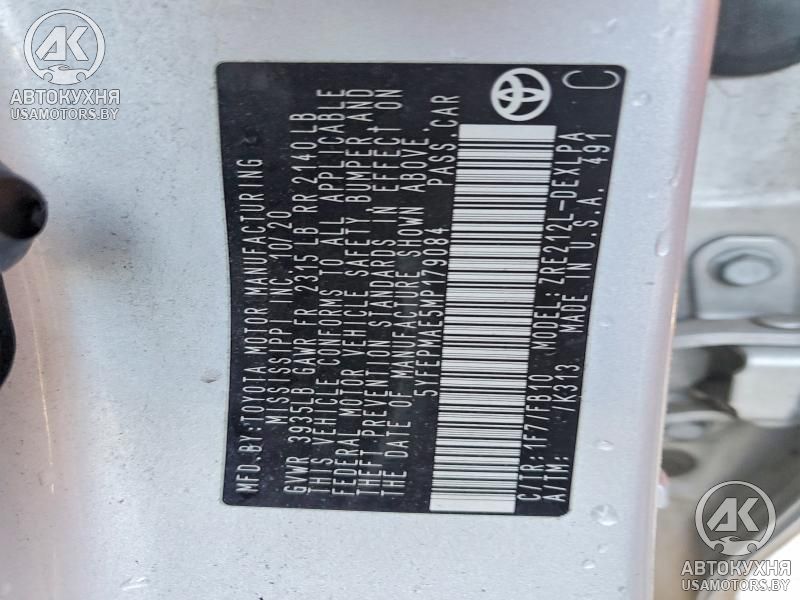 AK
АВТОКУХНЯ
USAMOTORS.BY
MFD.BY:TOYOTA MOTOR MANUFACTURING
MISSISSIPPI INC. 10/20
GVWR 3935LB GAWR FR 2315LB RR 2140LB
THIS VEHICLE CONFORMS TO ALL APPLICABLE
FEDERAL MOTOR VEHICLE SAFETY, BUMPER AND
THEFT PREVENTION STANDARDS IN EFFECT ON
THE DATE OF MANUFACTURE SHOWN ABOVE.
5YFEPMAE5MP179084 PASS.CAR
C/TR: 1F7/FB10 MODEL: ZRE212L-DEXLPA
A/TM: /K313 MADE IN U.S.A. 491
C
AK
АВТОКУХНЯ
USAMOTORS.BY